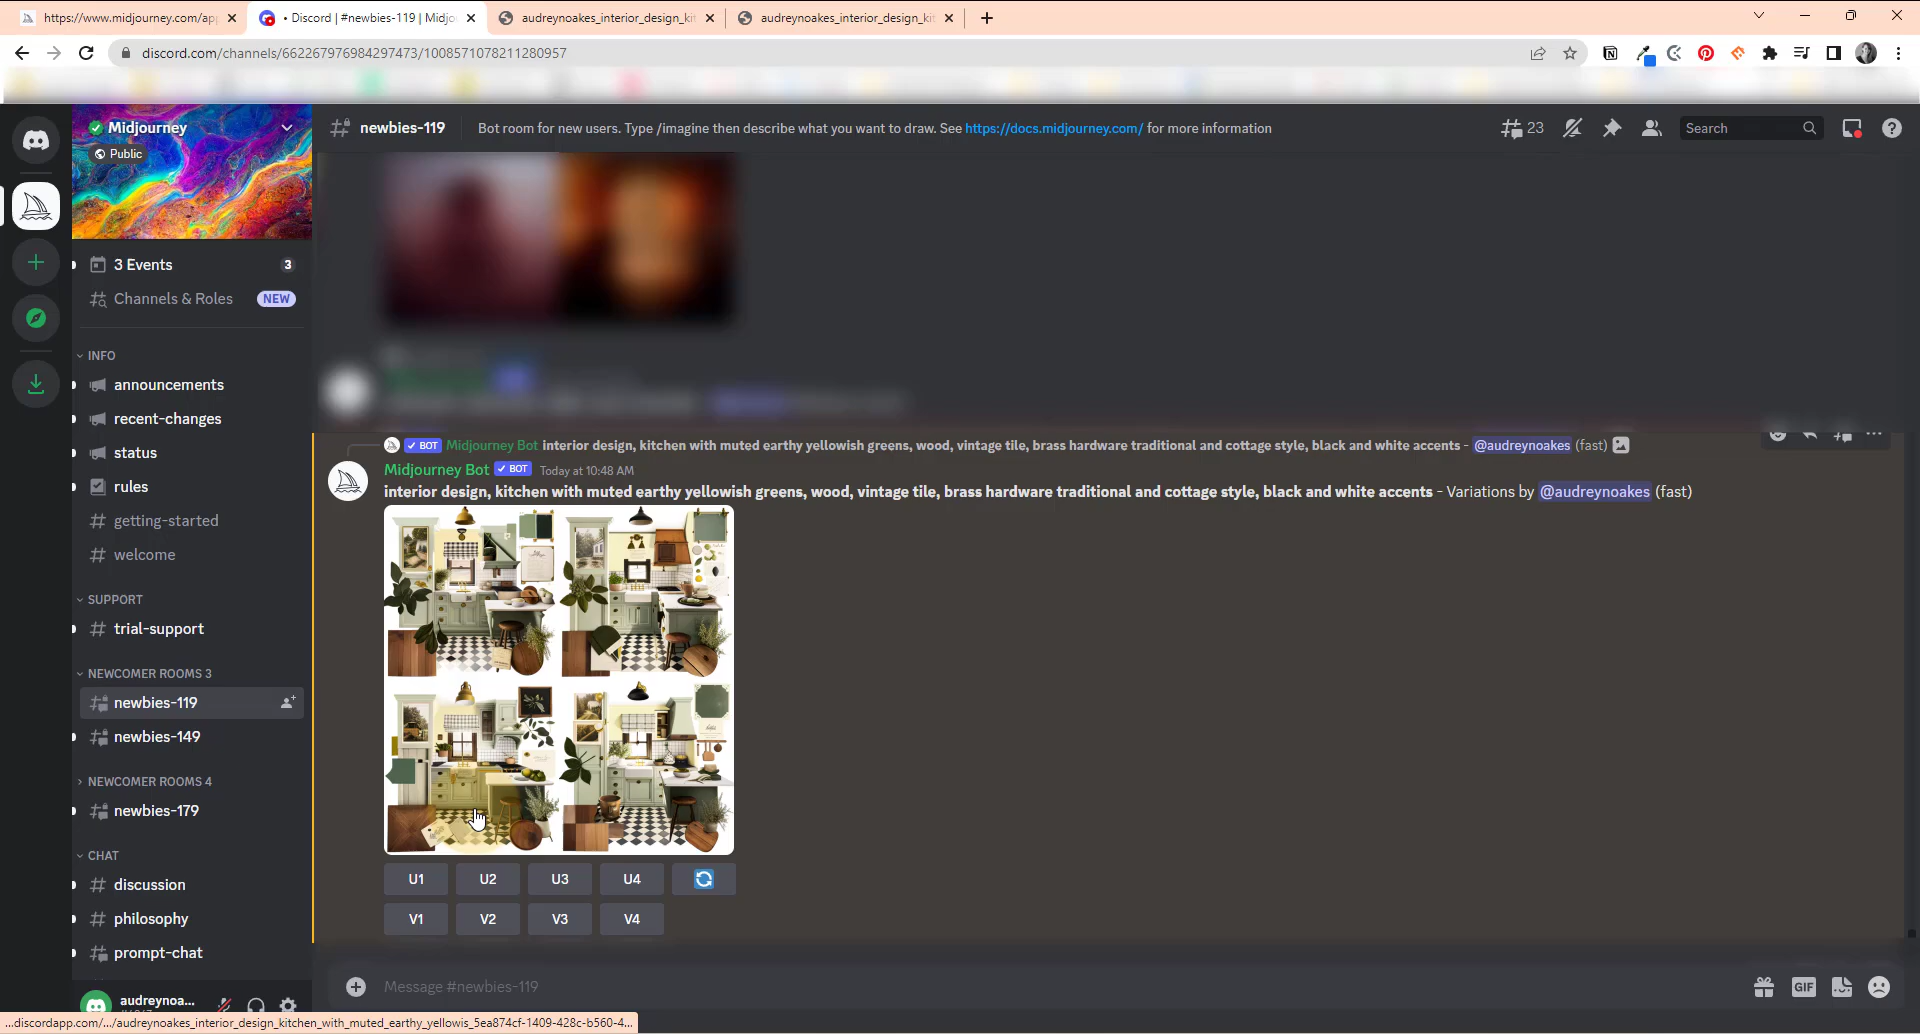 https://www.midjourney.com/app
• Discord | #newbies-119 | Midjo
audreynoakes_interior_design_kit
audreynoakes_interior_design_kit
discord.com/channels/662267976984297473/1008571078211280957
Midjourney
Public
newbies-119
Bot room for new users. Type /imagine then describe what you want to draw. See https://docs.midjourney.com/ for more information
23
Search
3 Events
3
Channels & Roles
NEW
INFO
announcements
recent-changes
status
rules
getting-started
welcome
SUPPORT
trial-support
NEWCOMER ROOMS 3
newbies-119
newbies-149
NEWCOMER ROOMS 4
newbies-179
CHAT
discussion
philosophy
prompt-chat
audreynoa...
BOT Midjourney Bot interior design, kitchen with muted earthy yellowish greens, wood, vintage tile, brass hardware traditional and cottage style, black and white accents - @audreynoakes (fast)
Midjourney Bot BOT Today at 10:48 AM
interior design, kitchen with muted earthy yellowish greens, wood, vintage tile, brass hardware traditional and cottage style, black and white accents - Variations by @audreynoakes (fast)
U1
U2
U3
U4
V1
V2
V3
V4
Message #newbies-119
GIF
...discordapp.com/.../audreynoakes_interior_design_kitchen_with_muted_earthy_yellowis_5ea874cf-1409-428c-b560-4...